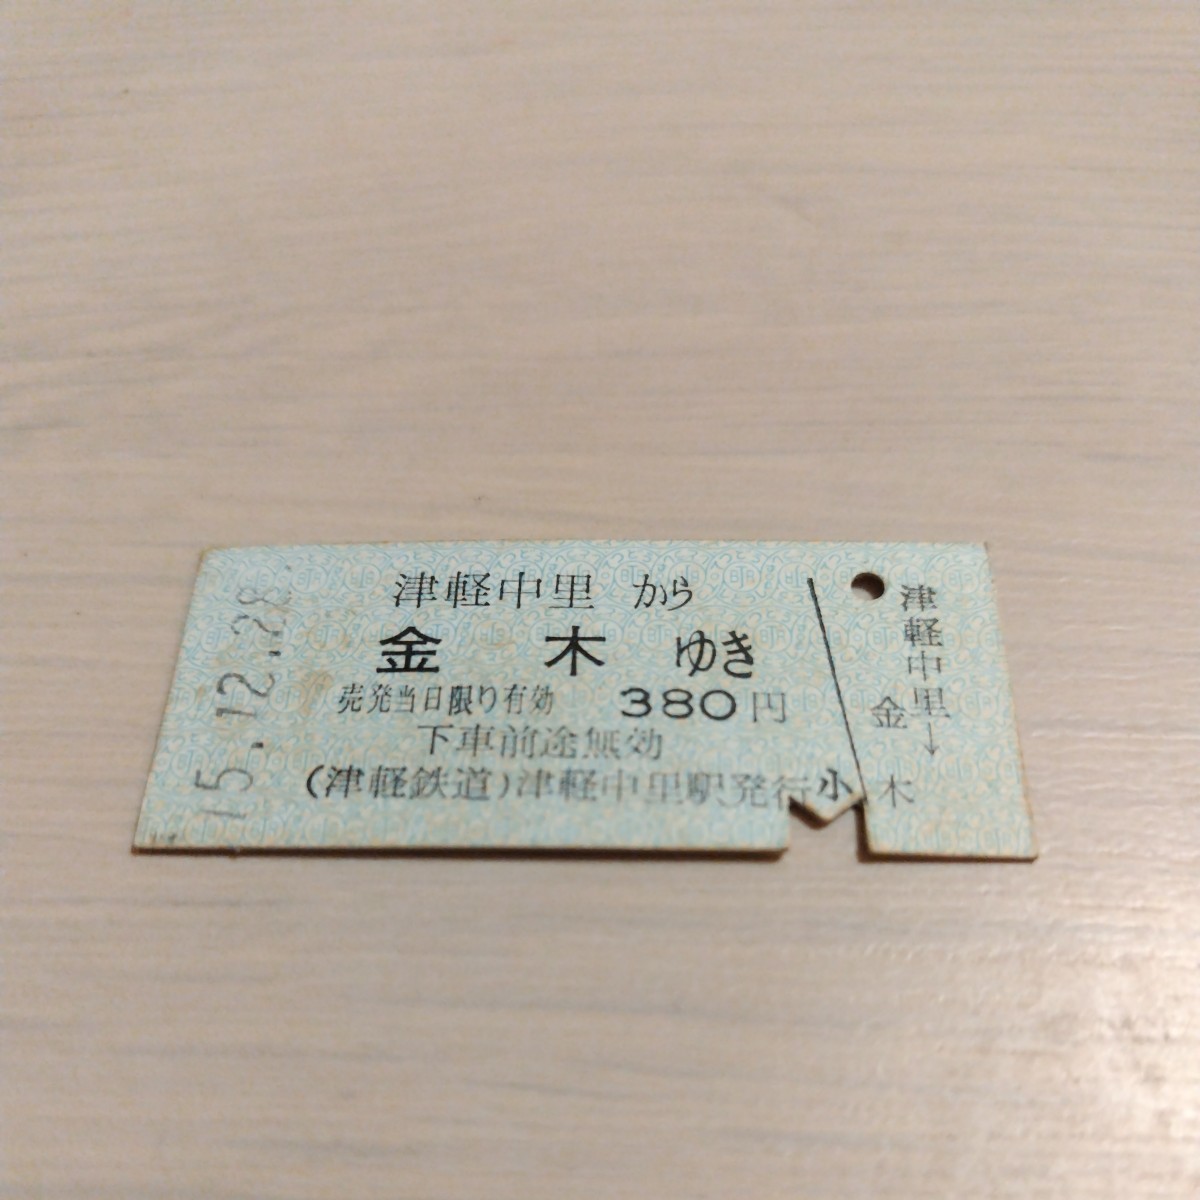 津軽中里 から
金木 ゆき
売発当日限り有効 380円
下車前途無効
(津軽鉄道)津軽中里駅発行
小
津軽中里→
金木
15.12.28.